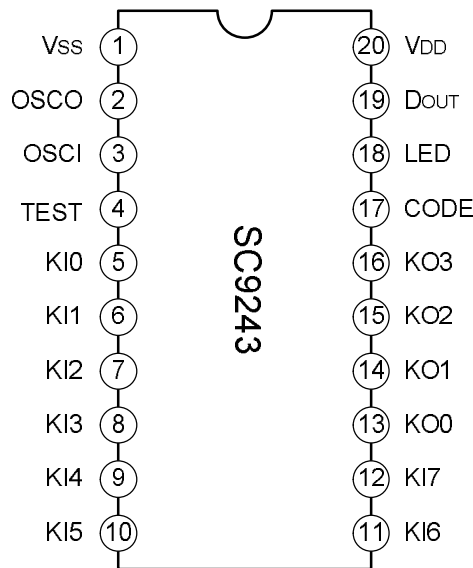 VSS 1 20 VDD
OSCO 2 19 DOUT
OSCI 3 18 LED
TEST 4 17 CODE
KI0 5 16 KO3
KI1 6 15 KO2
KI2 7 14 KO1
KI3 8 13 KO0
KI4 9 12 KI7
KI5 10 11 KI6
SC9243